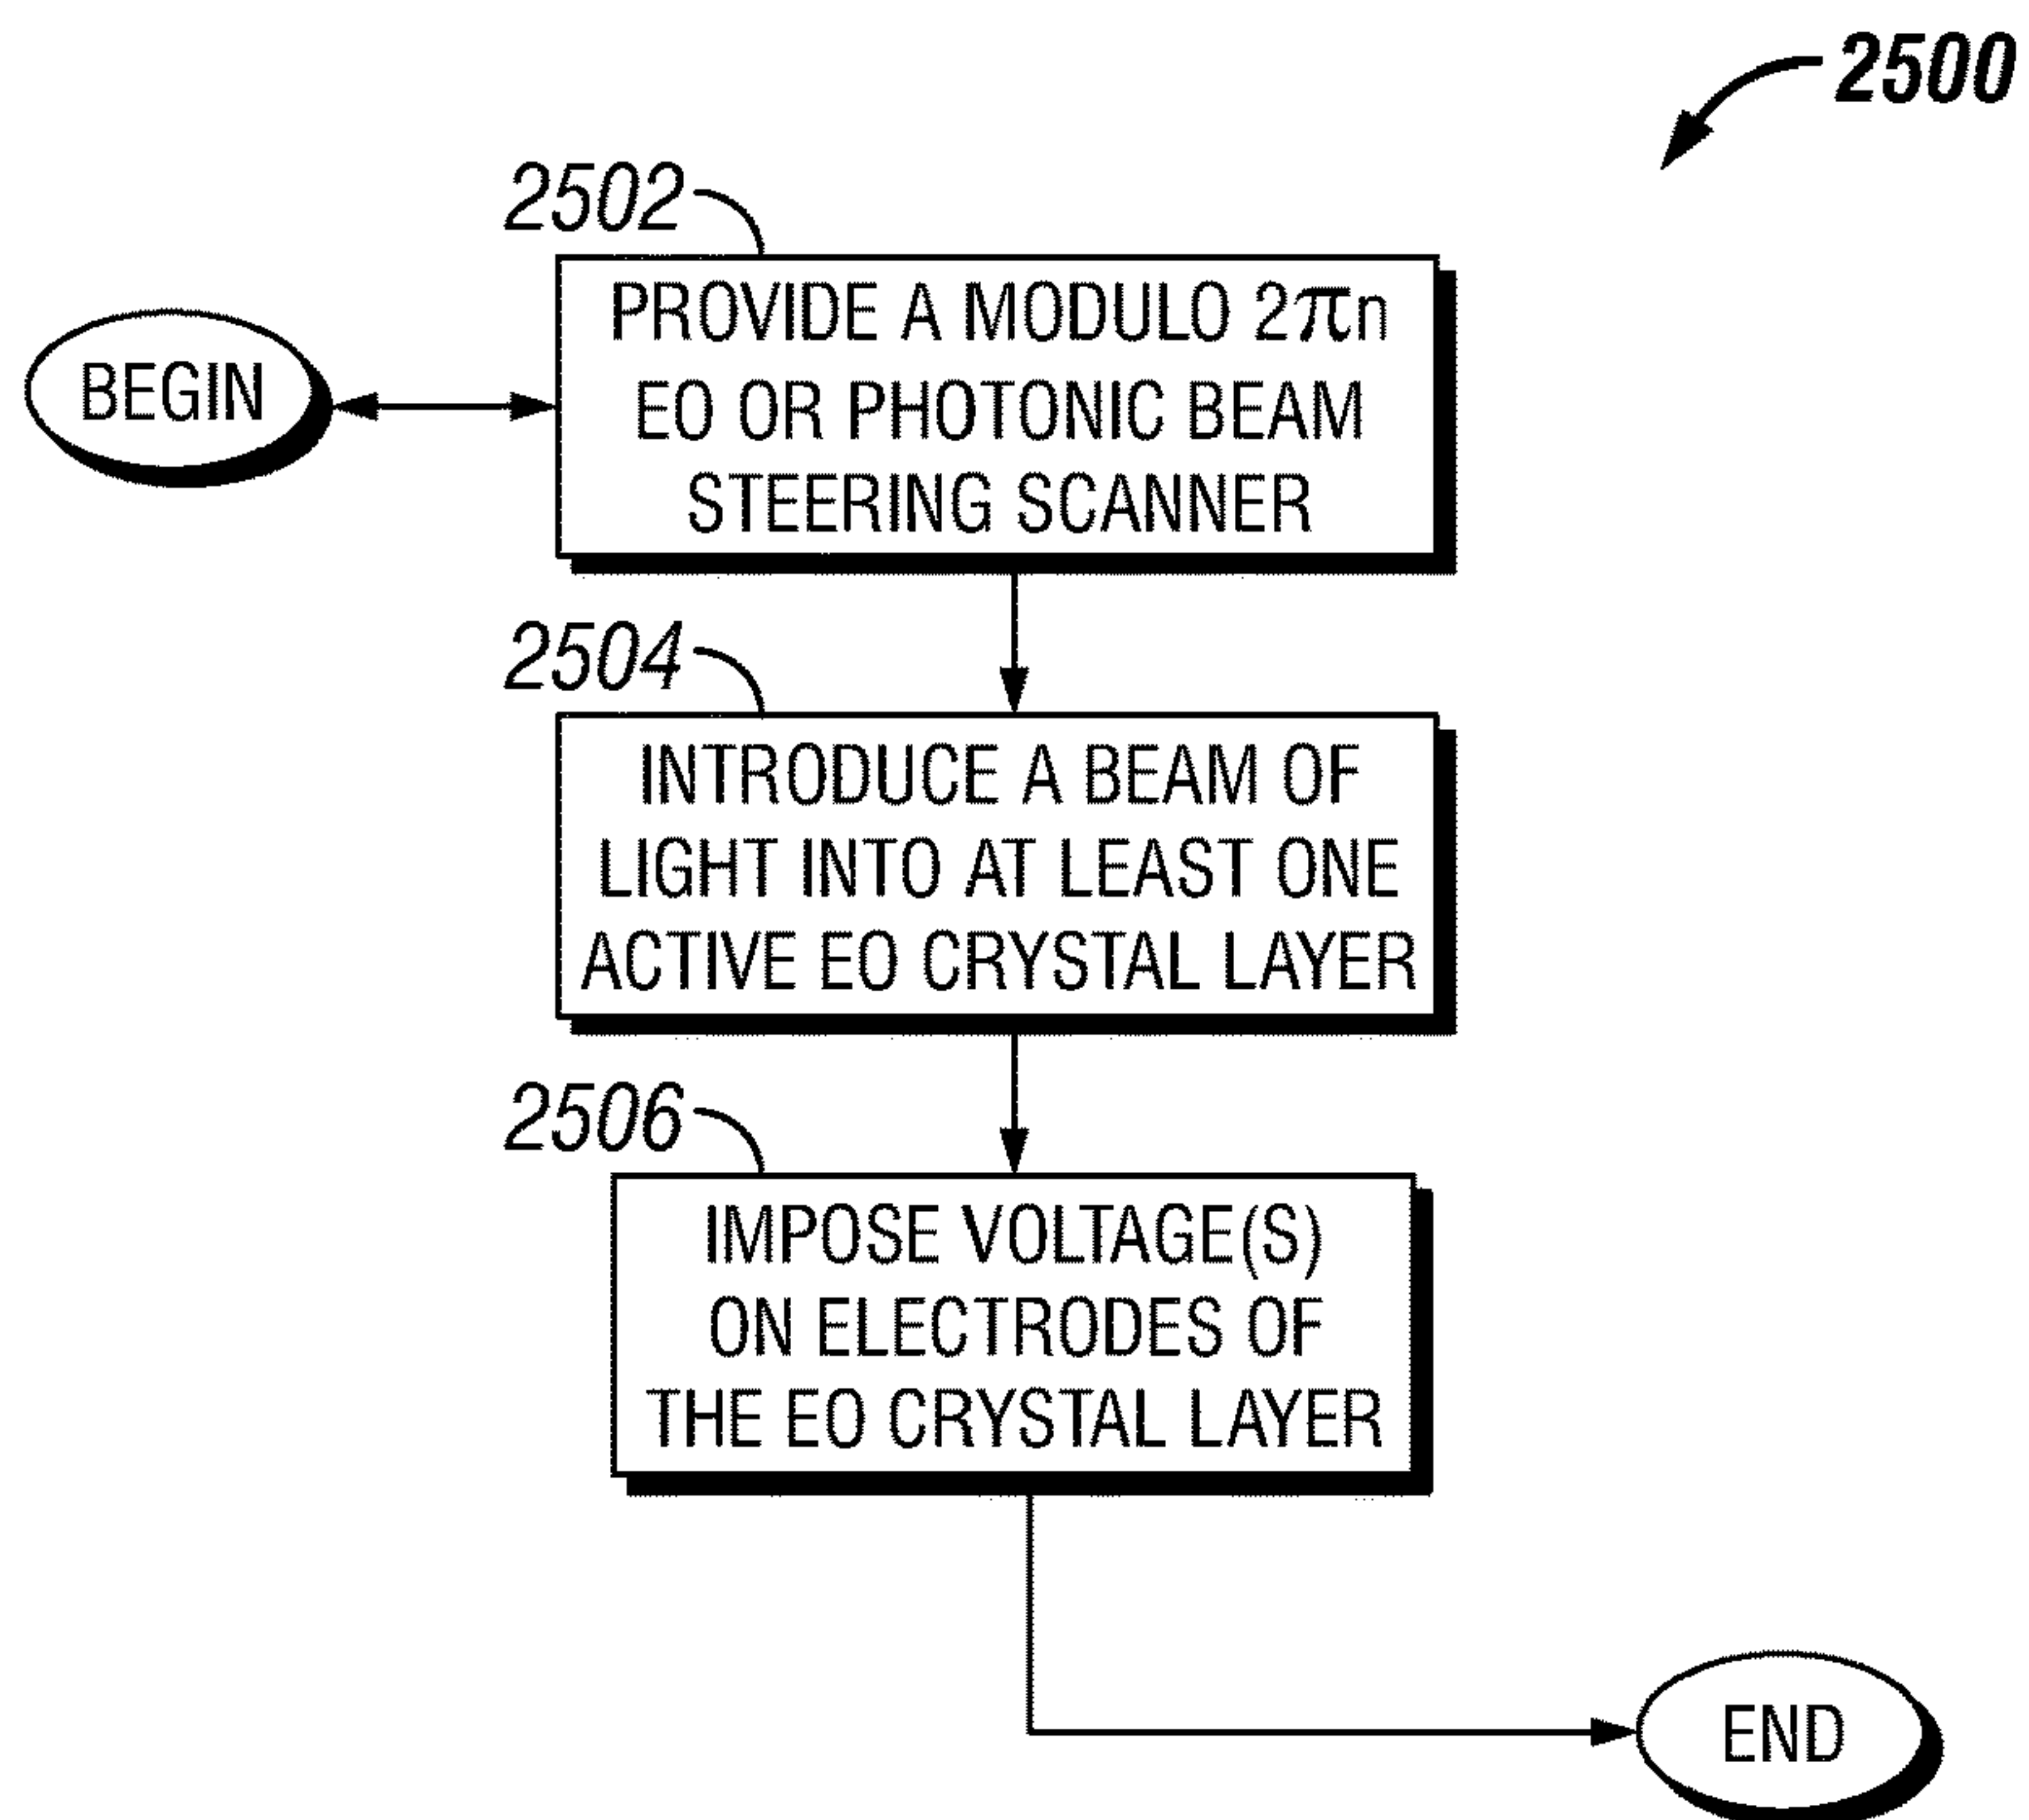 2500
2502
PROVIDE A MODULO 2πn
EO OR PHOTONIC BEAM
STEERING SCANNER
BEGIN
2504
INTRODUCE A BEAM OF
LIGHT INTO AT LEAST ONE
ACTIVE EO CRYSTAL LAYER
2506
IMPOSE VOLTAGE(S)
ON ELECTRODES OF
THE EO CRYSTAL LAYER
END